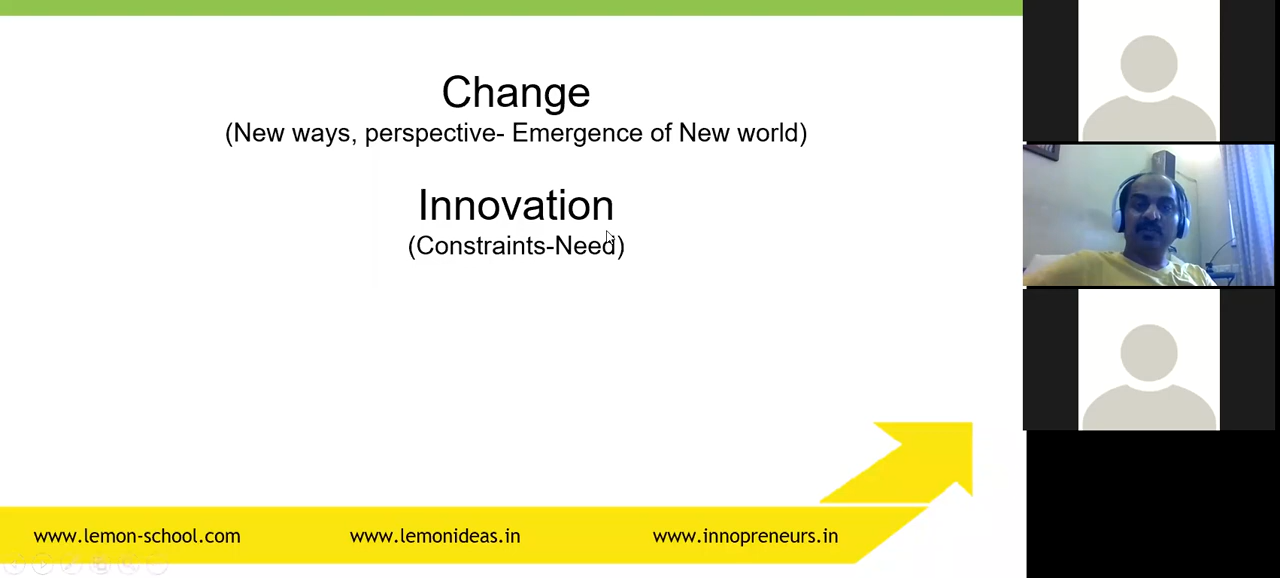 Change
(New ways, perspective- Emergence of New world)
Innovation
(Constraints-Need)
www.lemon-school.com www.lemonideas.in www.innopreneurs.in